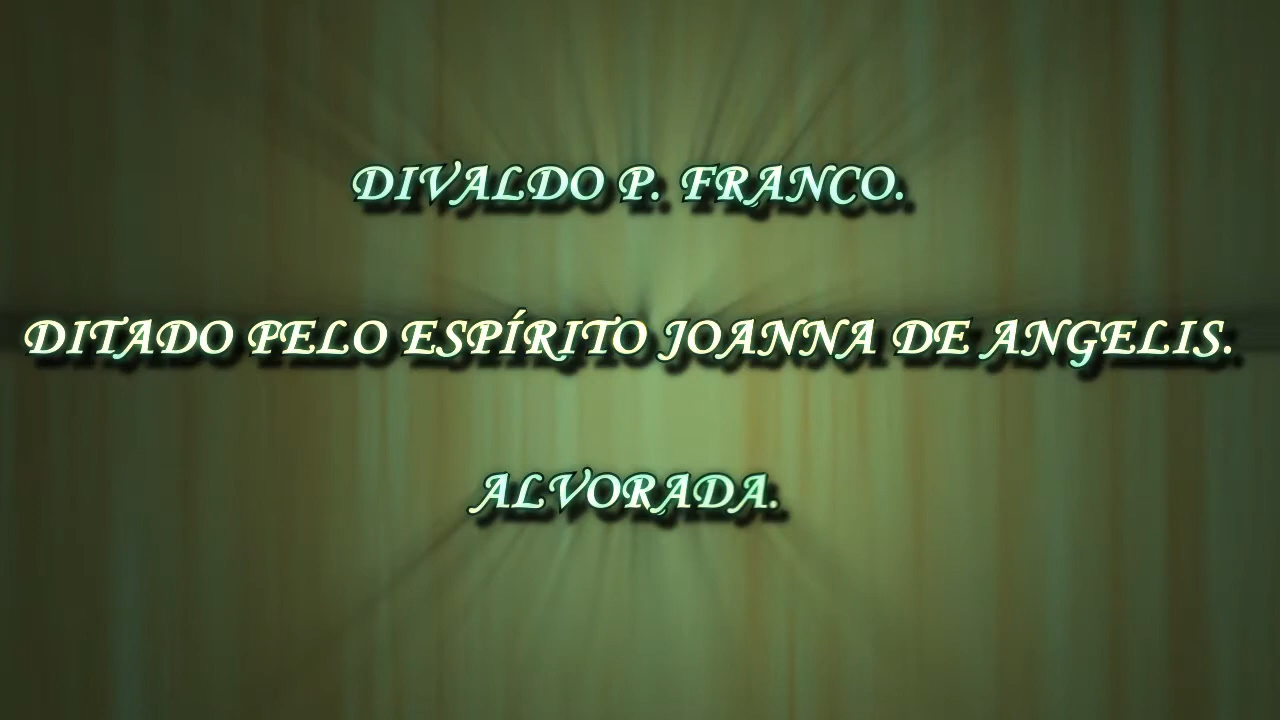 DIVALDO P. FRANCO.
DITADO PELO ESPÍRITO JOANNA DE ANGELIS.
ALVORADA.